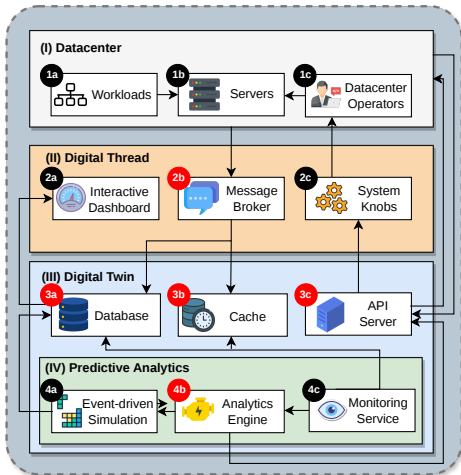 (I) Datacenter
1a
Workloads
1b
Servers
1c
Datacenter
Operators
(II) Digital Thread
2a
Interactive
Dashboard
2b
Message
Broker
2c
System
Knobs
(III) Digital Twin
3a
Database
3b
Cache
3c
API
Server
(IV) Predictive Analytics
4a
Event-driven
Simulation
4b
Analytics
Engine
4c
Monitoring
Service